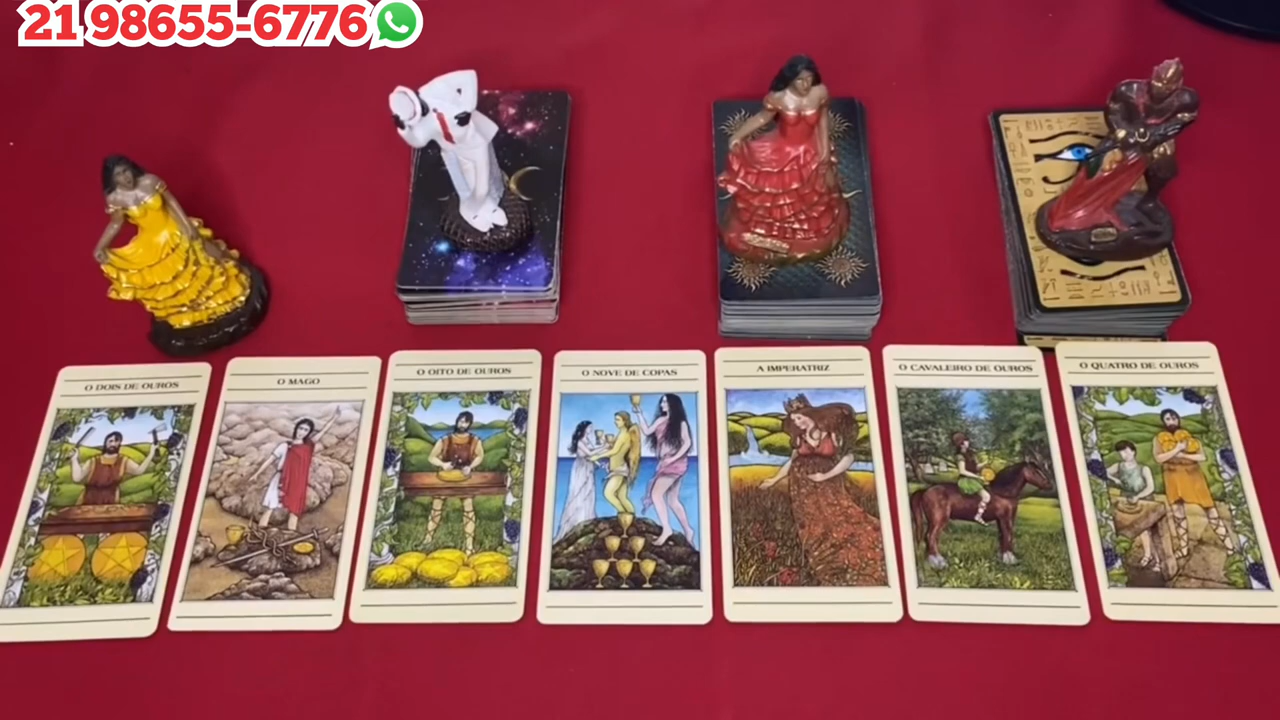 21 98655-6776
O DOIS DE OUROS
O MAGO
O OITO DE OUROS
O NOVE DE COPAS
A IMPERATRIZ
O CAVALEIRO DE OUROS
O QUATRO DE OUROS